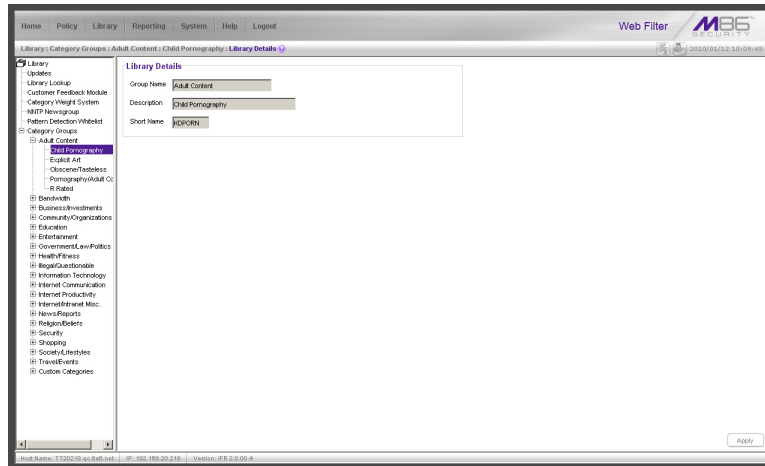 Home Policy Library Reporting System Help Logout
Web Filter
M86 SECURITY
Library : Category Groups : Adult Content : Child Pornography : Library Details
2010/01/12 10:09:48
Library
Updates
Library Lookup
Customer Feedback Module
Category Weight System
NNTP Newsgroup
Pattern Detection Whitelist
Category Groups
Adult Content
Child Pornography
Explicit Art
Obscene/Tasteless
Pornography/Adult Co
R Rated
Bandwidth
Business/Investments
Community/Organizations
Education
Entertainment
Government/Law/Politics
Health/Fitness
Illegal/Questionable
Information Technology
Internet Communication
Internet Productivity
Internet/Intranet Misc.
News/Reports
Religion/Beliefs
Security
Shopping
Society/Lifestyles
Travel/Events
Custom Categories
Library Details
Group Name Adult Content
Description Child Pornography
Short Name KDPORN
Apply
Host Name: TT20218.qc.8e6.net IP: 192.168.20.218 Version: IFR 2.0.00.4